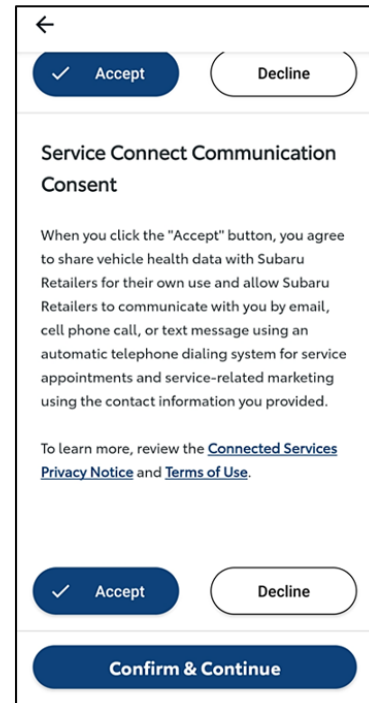 Accept
Decline
Service Connect Communication
Consent
When you click the "Accept" button, you agree
to share vehicle health data with Subaru
Retailers for their own use and allow Subaru
Retailers to communicate with you by email,
cell phone call, or text message using an
automatic telephone dialing system for service
appointments and service-related marketing
using the contact information you provided.
To learn more, review the Connected Services
Privacy Notice and Terms of Use.
Accept
Decline
Confirm & Continue